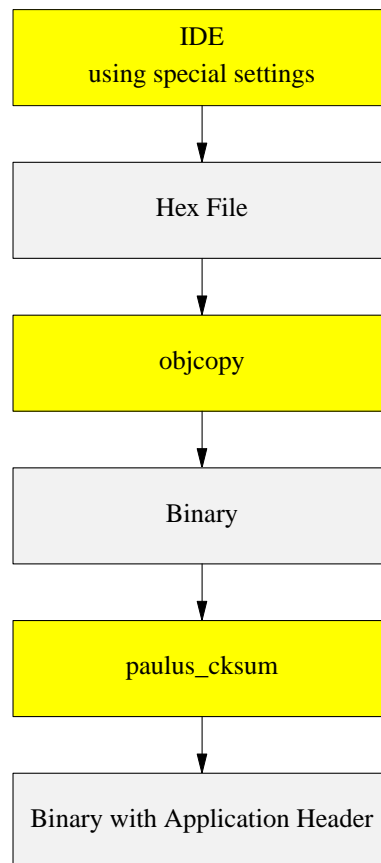 IDE
using special settings
Hex File
objcopy
Binary
paulus_cksum
Binary with Application Header